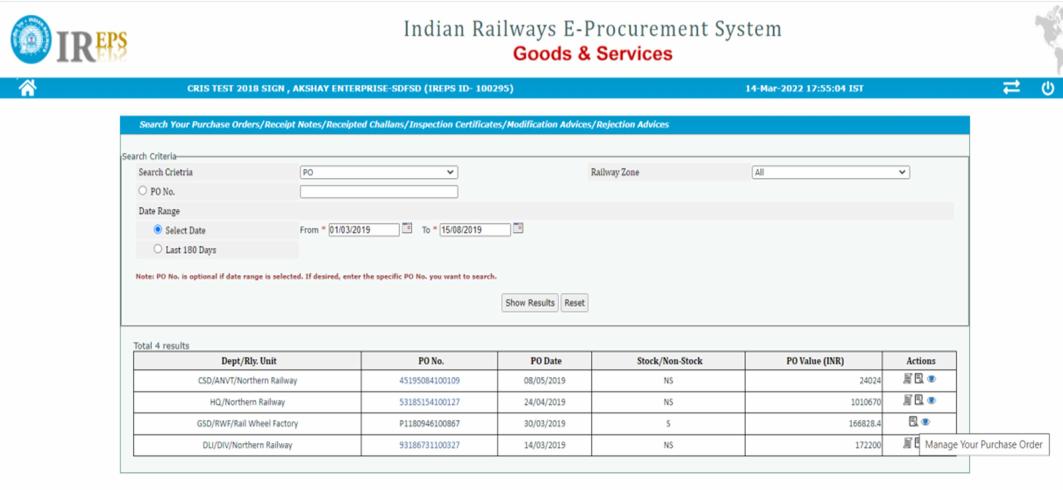 IREPS
Indian Railways E-Procurement System
Goods & Services
CRIS TEST 2018 SIGN , AKSHAY ENTERPRISE-SDFSD (IREPS ID- 100295) 14-Mar-2022 17:55:04 IST
Search Your Purchase Orders/Receipt Notes/Receipted Challans/Inspection Certificates/Modification Advices/Rejection Advices
Search Criteria
Search Crietria PO Railway Zone All
PO No.
Date Range
Select Date From * 01/03/2019 To * 15/08/2019
Last 180 Days
Note: PO No. is optional if date range is selected. If desired, enter the specific PO No. you want to search.
Show Results Reset
Total 4 results
Dept/Rly. Unit PO No. PO Date Stock/Non-Stock PO Value (INR) Actions
CSD/ANVT/Northern Railway 45195084100109 08/05/2019 NS 24024
HQ/Northern Railway 53185154100127 24/04/2019 NS 1010670
GSD/RWF/Rail Wheel Factory P1180946100867 30/03/2019 S 166828.4
DLI/DIV/Northern Railway 93186731100327 14/03/2019 NS 172200
Manage Your Purchase Order